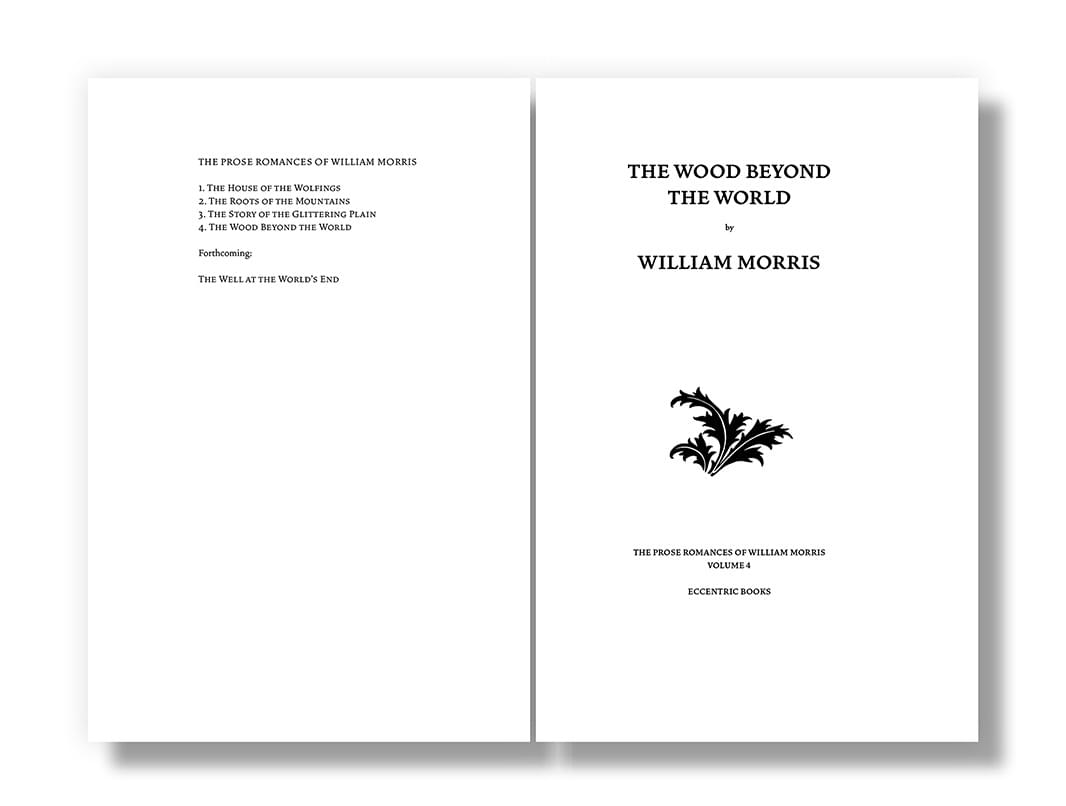 THE PROSE ROMANCES OF WILLIAM MORRIS
1. THE HOUSE OF THE WOLFINGS
2. THE ROOTS OF THE MOUNTAINS
3. THE STORY OF THE GLITTERING PLAIN
4. THE WOOD BEYOND THE WORLD
Forthcoming:
THE WELL AT THE WORLD'S END
THE WOOD BEYOND
THE WORLD
by
WILLIAM MORRIS
THE PROSE ROMANCES OF WILLIAM MORRIS
VOLUME 4
ECCENTRIC BOOKS